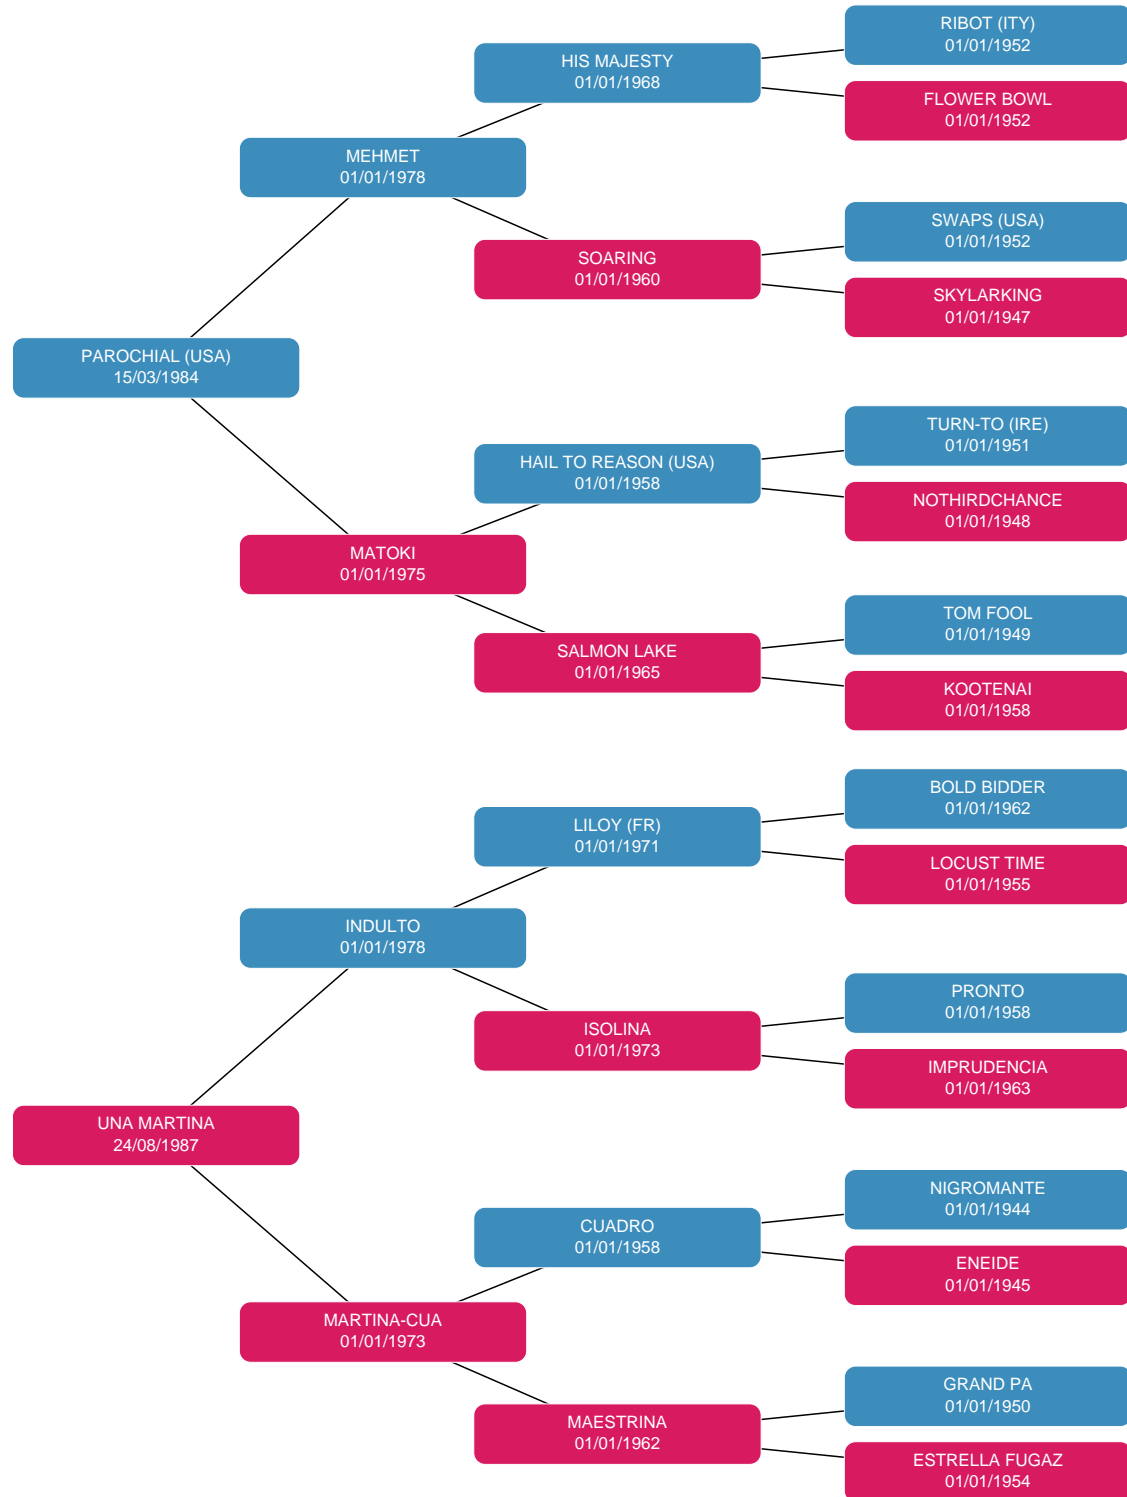 RIBOT (ITY)
01/01/1952
HIS MAJESTY
01/01/1968
FLOWER BOWL
01/01/1952
MEHMET
01/01/1978
SWAPS (USA)
01/01/1952
SOARING
01/01/1960
SKYLARKING
01/01/1947
PAROCHIAL (USA)
15/03/1984
TURN-TO (IRE)
01/01/1951
HAIL TO REASON (USA)
01/01/1958
NOTHIRDCHANCE
01/01/1948
MATOKI
01/01/1975
TOM FOOL
01/01/1949
SALMON LAKE
01/01/1965
KOOTENAI
01/01/1958
BOLD BIDDER
01/01/1962
LILOY (FR)
01/01/1971
LOCUST TIME
01/01/1955
INDULTO
01/01/1978
PRONTO
01/01/1958
ISOLINA
01/01/1973
IMPRUDENCIA
01/01/1963
UNA MARTINA
24/08/1987
NIGROMANTE
01/01/1944
CUADRO
01/01/1958
ENEIDE
01/01/1945
MARTINA-CUA
01/01/1973
GRAND PA
01/01/1950
MAESTRINA
01/01/1962
ESTRELLA FUGAZ
01/01/1954